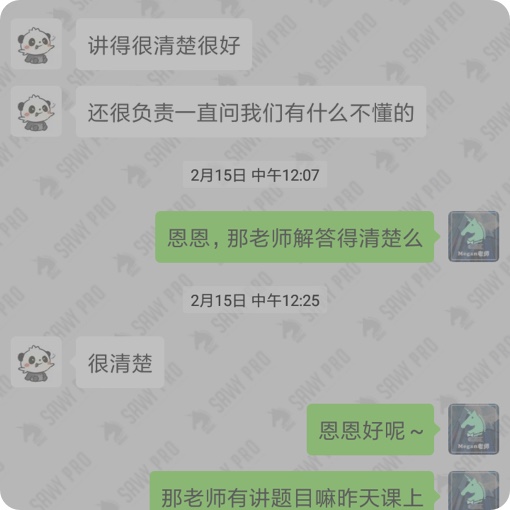 讲得很清楚很好
还很负责一直问我们有什么不懂的
2月15日 中午12:07
恩恩，那老师解答得清楚么
Megan老师
2月15日 中午12:25
很清楚
恩恩好呢～
Megan老师
那老师有讲题目嘛昨天课上
SAWY PRO